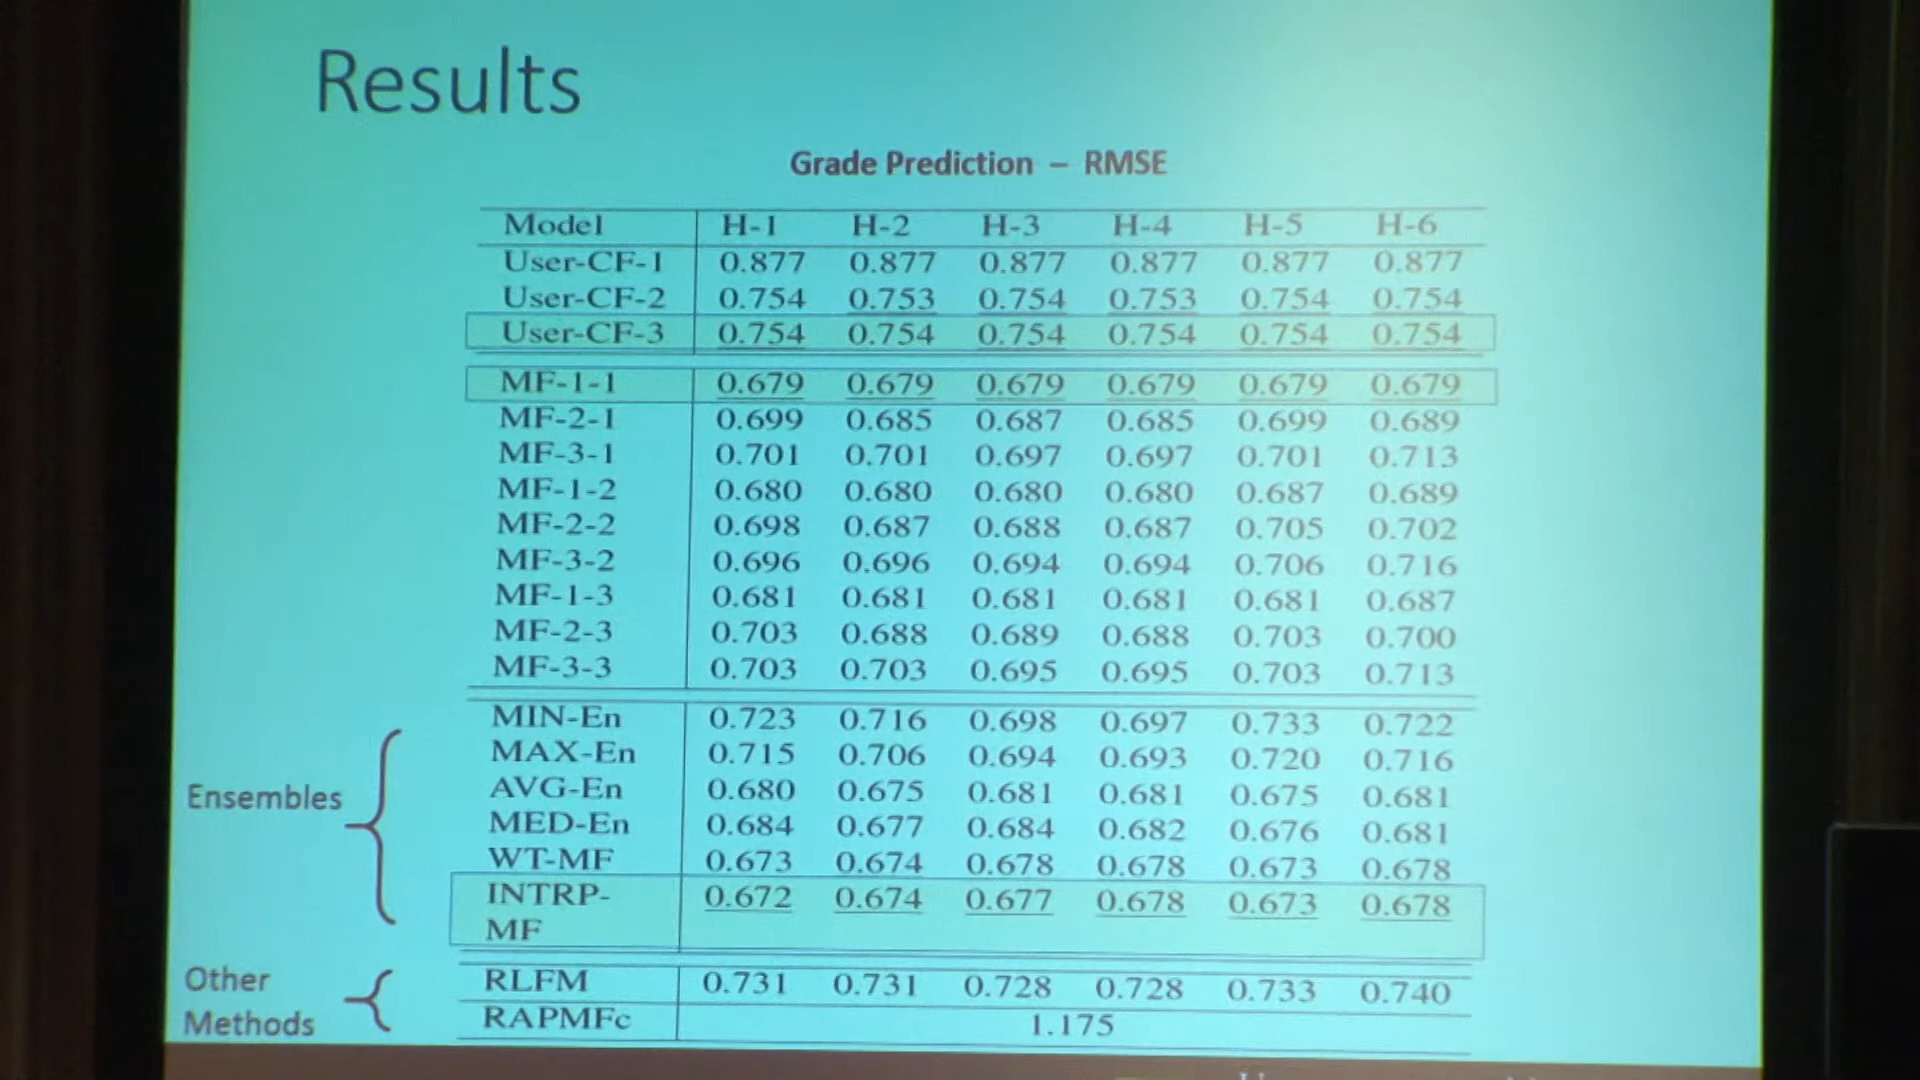 Results
Grade Prediction – RMSE
Model H-1 H-2 H-3 H-4 H-5 H-6
User-CF-1 0.877 0.877 0.877 0.877 0.877 0.877
User-CF-2 0.754 0.753 0.754 0.753 0.754 0.754
User-CF-3 0.754 0.754 0.754 0.754 0.754 0.754
MF-1-1 0.679 0.679 0.679 0.679 0.679 0.679
MF-2-1 0.699 0.685 0.687 0.685 0.699 0.689
MF-3-1 0.701 0.701 0.697 0.697 0.701 0.713
MF-1-2 0.680 0.680 0.680 0.680 0.687 0.689
MF-2-2 0.698 0.687 0.688 0.687 0.705 0.702
MF-3-2 0.696 0.696 0.694 0.694 0.706 0.716
MF-1-3 0.681 0.681 0.681 0.681 0.681 0.687
MF-2-3 0.703 0.688 0.689 0.688 0.703 0.700
MF-3-3 0.703 0.703 0.695 0.695 0.703 0.713
MIN-En 0.723 0.716 0.698 0.697 0.733 0.722
MAX-En 0.715 0.706 0.694 0.693 0.720 0.716
Ensembles AVG-En 0.680 0.675 0.681 0.681 0.675 0.681
MED-En 0.684 0.677 0.684 0.682 0.676 0.681
WT-MF 0.673 0.674 0.678 0.678 0.673 0.678
INTRP- 0.672 0.674 0.677 0.678 0.673 0.678
MF
Other RLFM 0.731 0.731 0.728 0.728 0.733 0.740
Methods RAPMFc 1.175